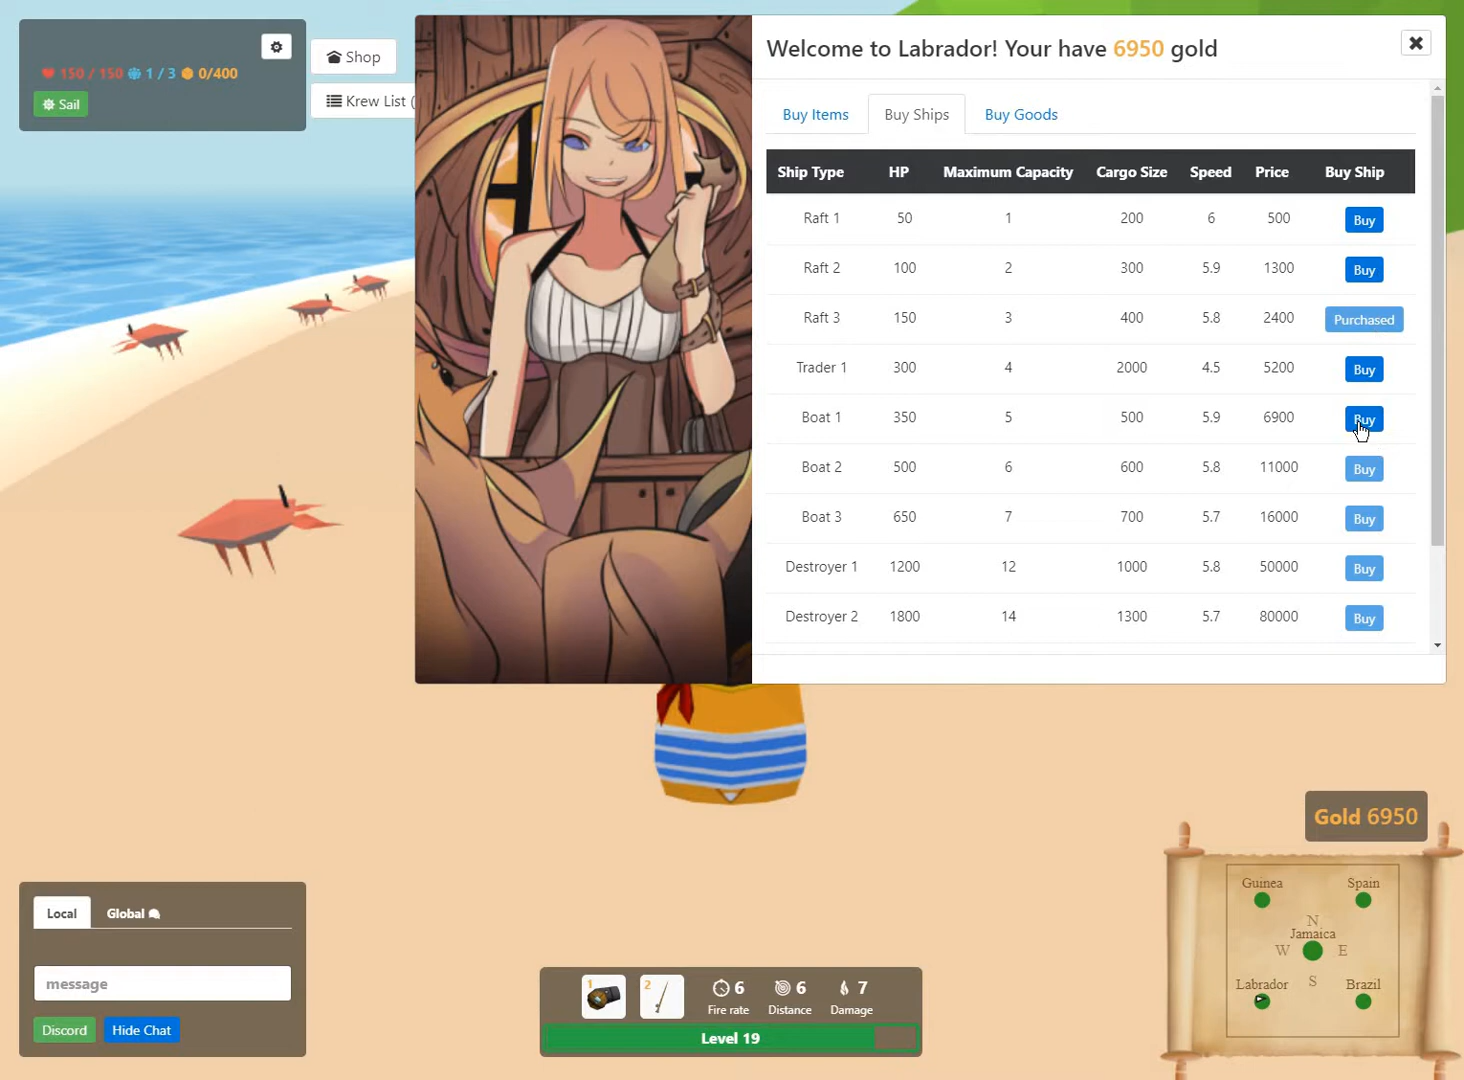 150 / 150 1 / 3 0/400
Sail
Shop
Krew List (
Welcome to Labrador! Your have 6950 gold
Buy Items Buy Ships Buy Goods
Ship Type HP Maximum Capacity Cargo Size Speed Price Buy Ship
Raft 1 50 1 200 6 500 Buy
Raft 2 100 2 300 5.9 1300 Buy
Raft 3 150 3 400 5.8 2400 Purchased
Trader 1 300 4 2000 4.5 5200 Buy
Boat 1 350 5 500 5.9 6900 Buy
Boat 2 500 6 600 5.8 11000 Buy
Boat 3 650 7 700 5.7 16000 Buy
Destroyer 1 1200 12 1000 5.8 50000 Buy
Destroyer 2 1800 14 1300 5.7 80000 Buy
Gold 6950
Guinea Spain
N
Jamaica
W E
S
Labrador Brazil
Local Global
message
Discord Hide Chat
1 2 6 6 7
Fire rate Distance Damage
Level 19